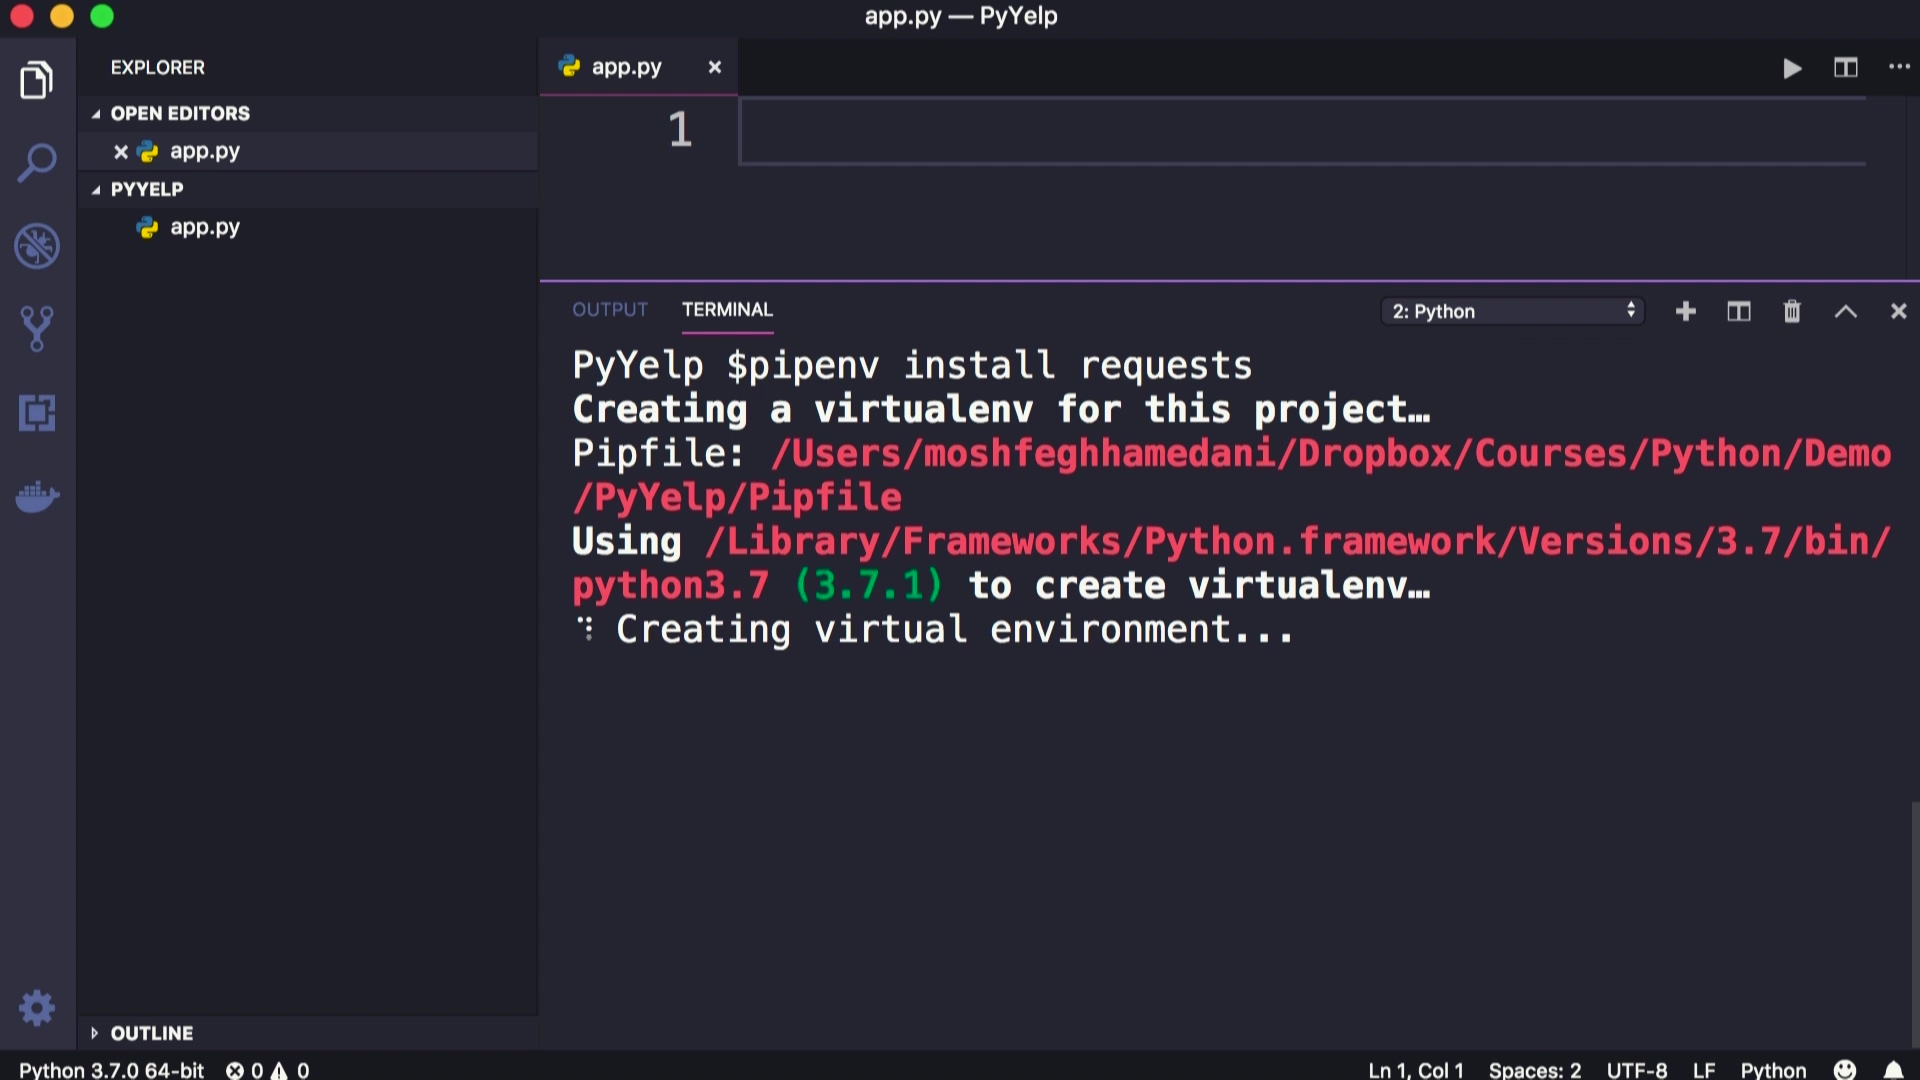 app.py — PyYelp
EXPLORER
OPEN EDITORS
app.py
PYYELP
app.py
OUTLINE
app.py
1
OUTPUT
TERMINAL
2: Python
PyYelp $pipenv install requests
Creating a virtualenv for this project…
Pipfile: /Users/moshfeghhamedani/Dropbox/Courses/Python/Demo
/PyYelp/Pipfile
Using /Library/Frameworks/Python.framework/Versions/3.7/bin/
python3.7 (3.7.1) to create virtualenv…
Creating virtual environment...
Python 3.7.0 64-bit 0 0
Ln 1, Col 1 Spaces: 2 UTF-8 LF Python